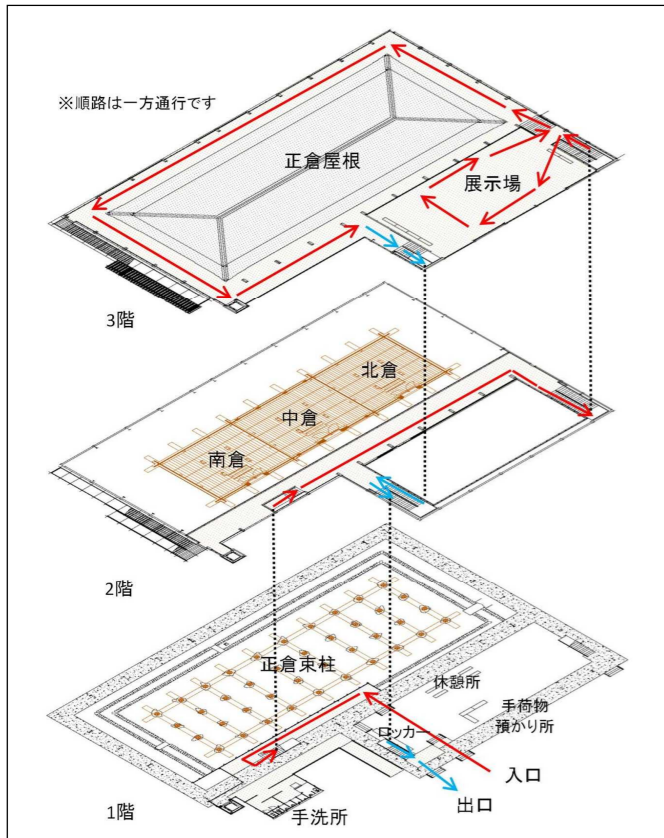 ※順路は一方通行です
正倉屋根
展示場
3階
北倉
中倉
南倉
2階
正倉束柱
休憩所
手荷物
預かり所
ロッカー
入口
出口
手洗所
1階